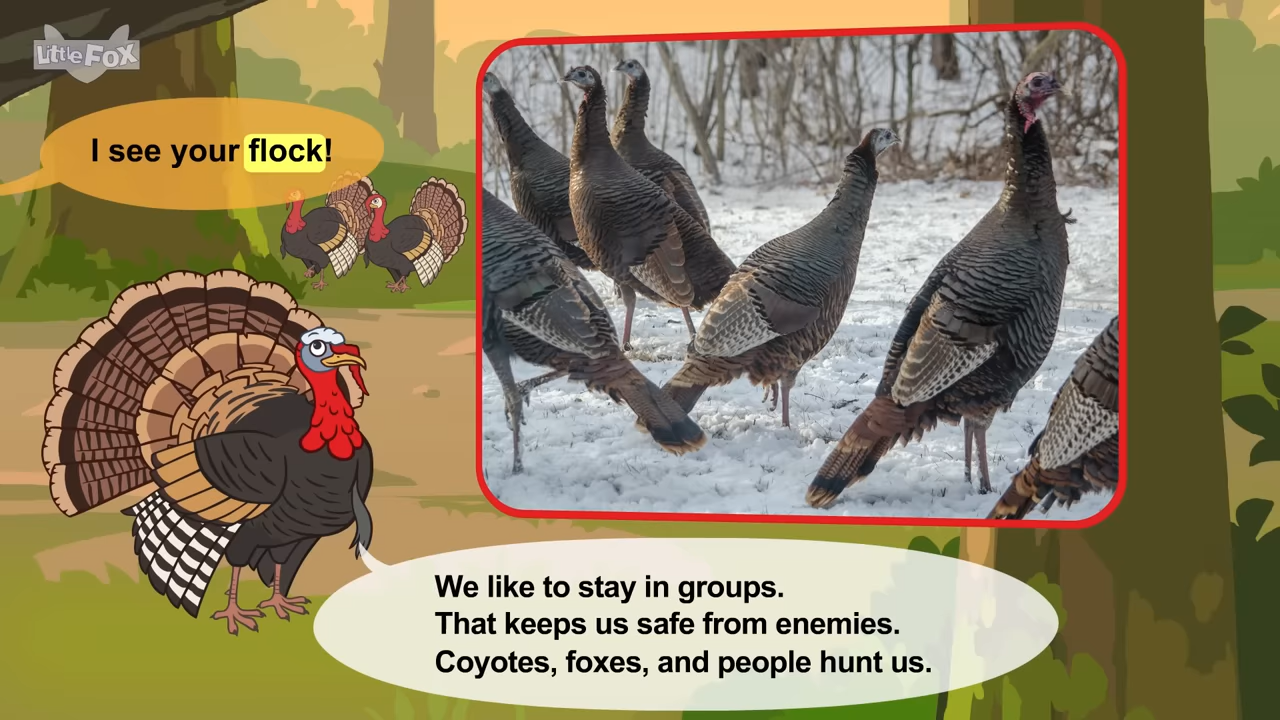 Little Fox
I see your flock!
We like to stay in groups.
That keeps us safe from enemies.
Coyotes, foxes, and people hunt us.